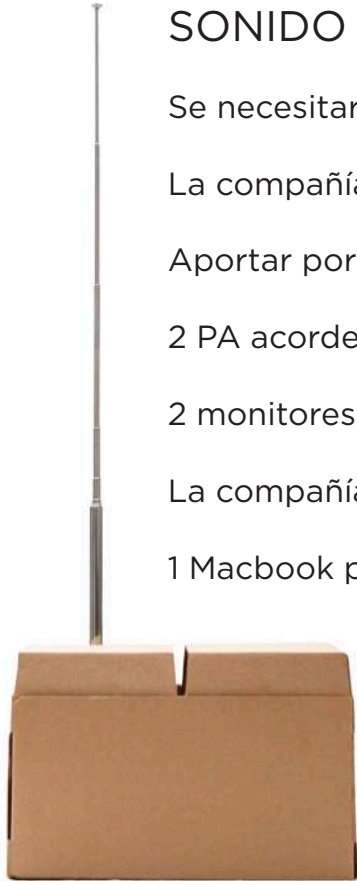 SONIDO
Se necesitar
La compañía
Aportar por
2 PA acorde
2 monitores
La compañía
1 Macbook p